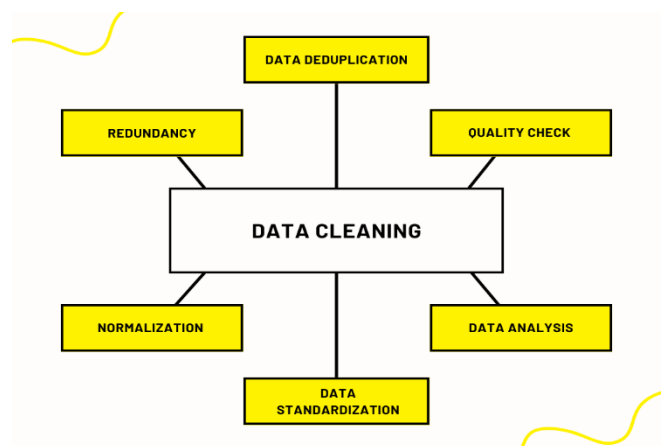 DATA DEDUPLICATION
REDUNDANCY
QUALITY CHECK
DATA CLEANING
NORMALIZATION
DATA ANALYSIS
DATA
STANDARDIZATION